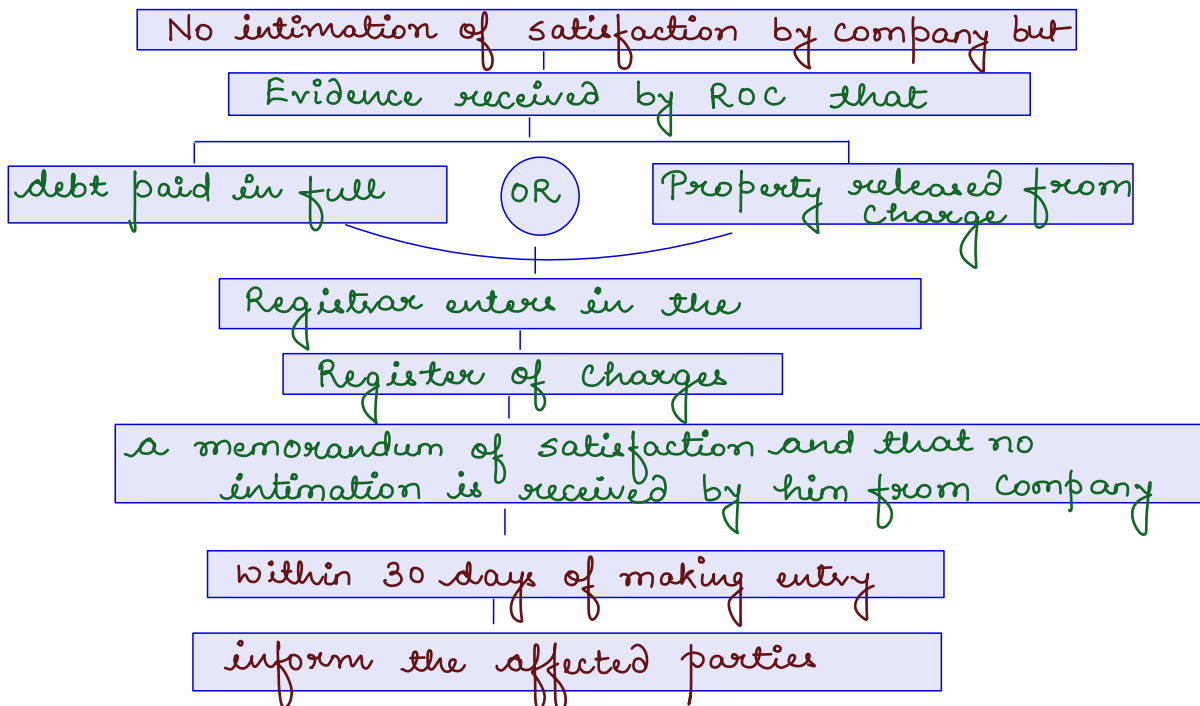 No intimation of satisfaction by company but
Evidence received by ROC that
debt paid in full
OR
Property released from
charge
Registrar enters in the
Register of Charges
a memorandum of satisfaction and that no
intimation is received by him from Company
within 30 days of making entry
inform the affected parties